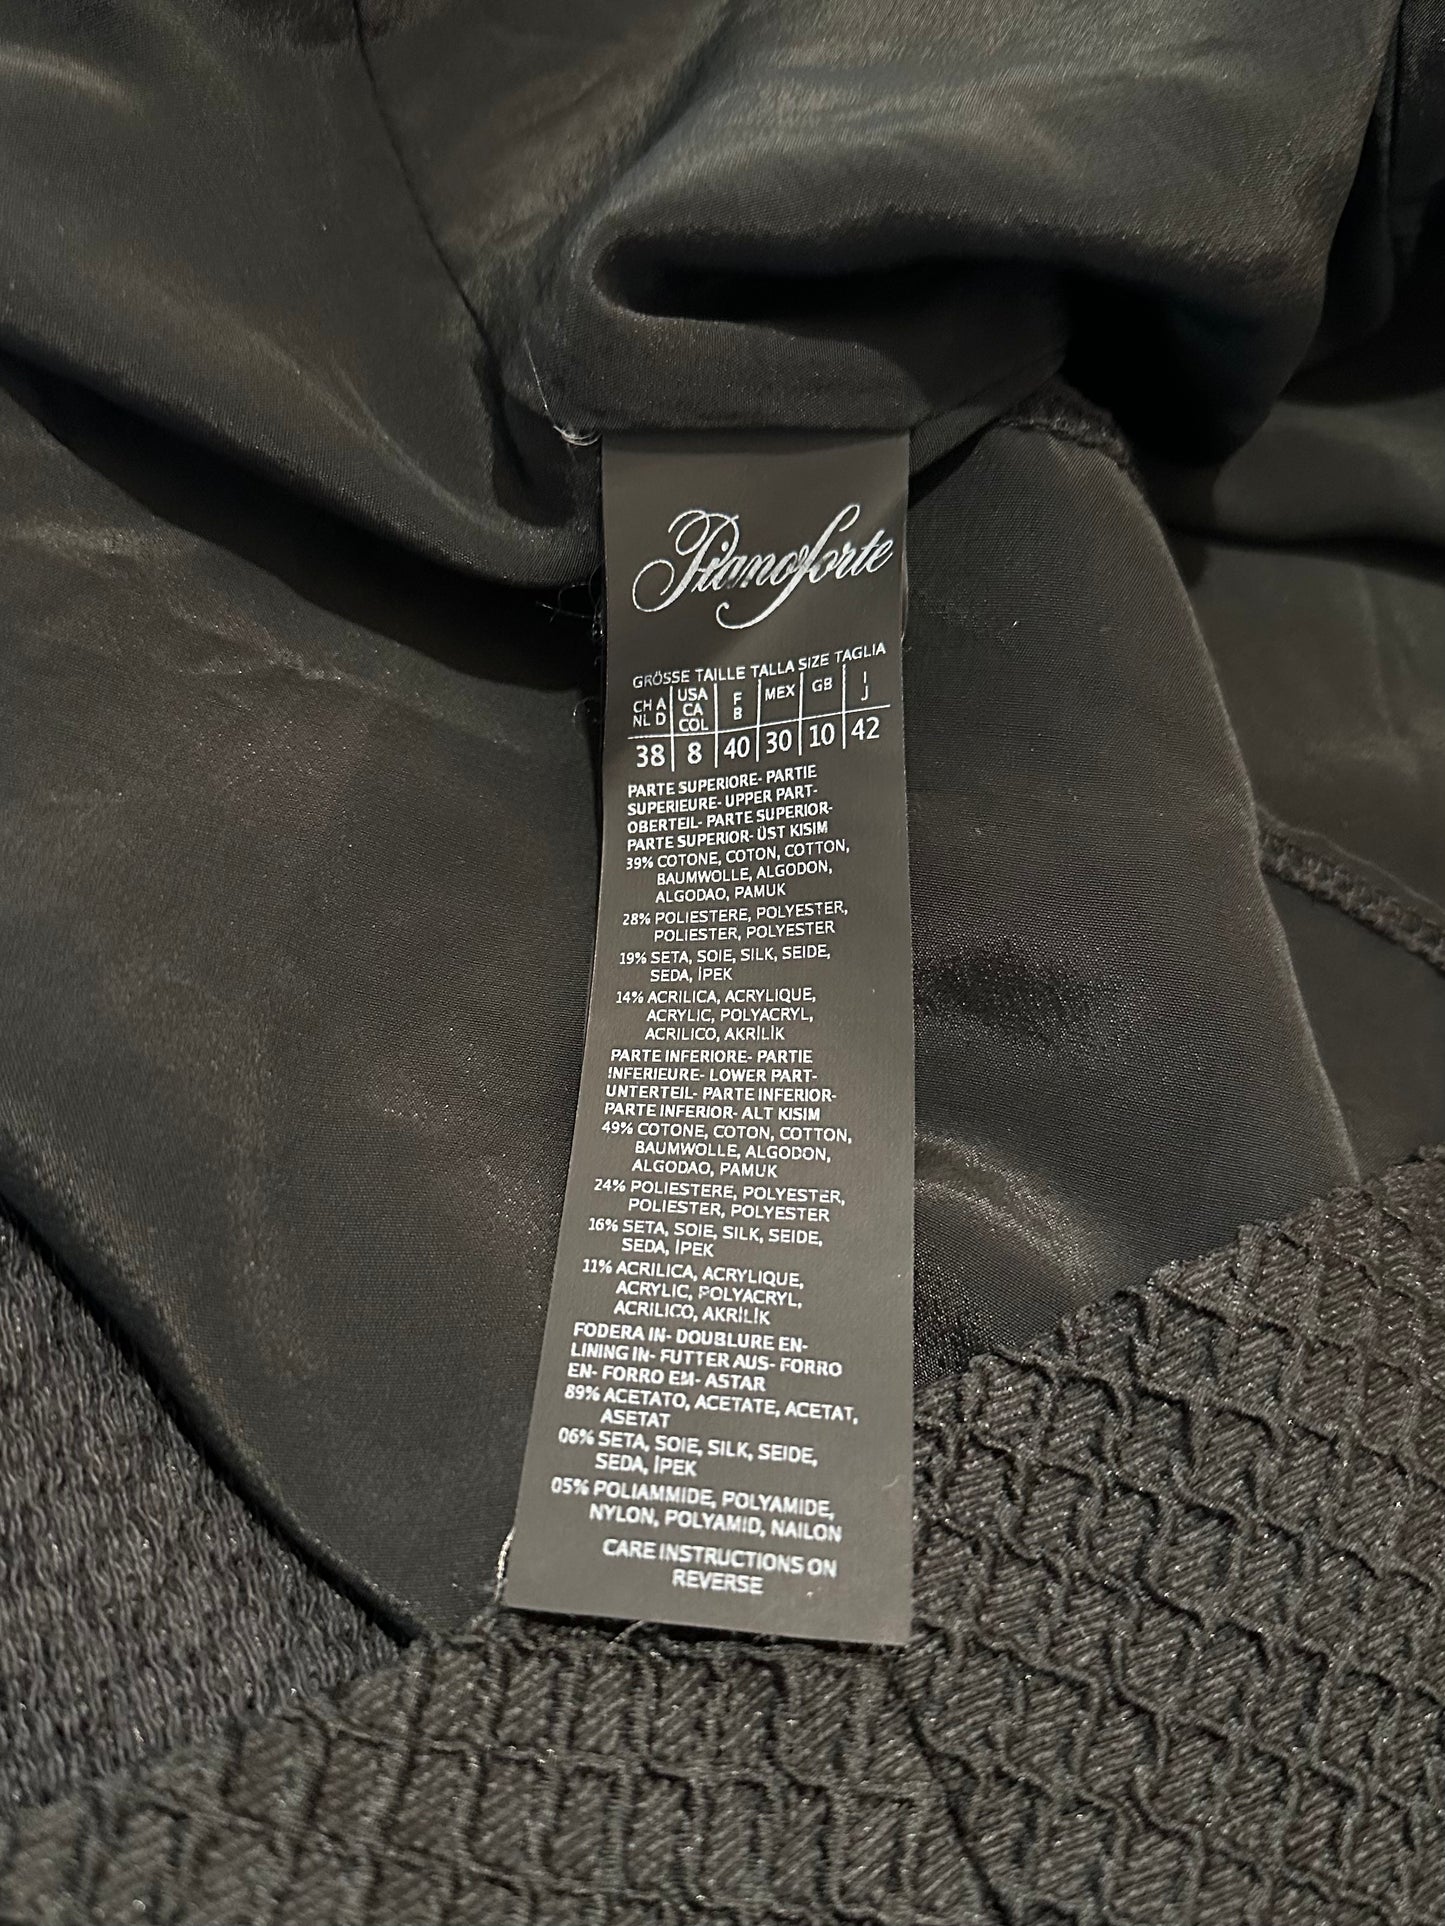 Pianoforte
GRÖSSE TAILLE TALLA SIZE TAGLIA
CH A NL D USA CA COL F B MEX GB I J
38 8 40 30 10 42
PARTE SUPERIORE- PARTIE
SUPERIEURE- UPPER PART-
OBERTEIL- PARTE SUPERIOR-
PARTE SUPERIOR- ÜST KISIM
39% COTONE, COTON, COTTON,
BAUMWOLLE, ALGODON,
ALGODAO, PAMUK
28% POLIESTERE, POLYESTER,
POLIESTER, POLYESTER
19% SETA, SOIE, SILK, SEIDE,
SEDA, İPEK
14% ACRILICA, ACRYLIQUE,
ACRYLIC, POLYACRYL,
ACRILICO, AKRİLİK
PARTE INFERIORE- PARTIE
INFERIEURE- LOWER PART-
UNTERTEIL- PARTE INFERIOR-
PARTE INFERIOR- ALT KISIM
49% COTONE, COTON, COTTON,
BAUMWOLLE, ALGODON,
ALGODAO, PAMUK
24% POLIESTERE, POLYESTER,
POLIESTER, POLYESTER
16% SETA, SOIE, SILK, SEIDE,
SEDA, İPEK
11% ACRILICA, ACRYLIQUE,
ACRYLIC, POLYACRYL,
ACRILICO, AKRİLİK
FODERA IN- DOUBLURE EN-
LINING IN- FUTTER AUS- FORRO
EN- FORRO EM- ASTAR
89% ACETATO, ACETATE, ACETAT,
ASETAT
06% SETA, SOIE, SILK, SEIDE,
SEDA, İPEK
05% POLIAMMIDE, POLYAMIDE,
NYLON, POLYAMID, NAILON
CARE INSTRUCTIONS ON
REVERSE